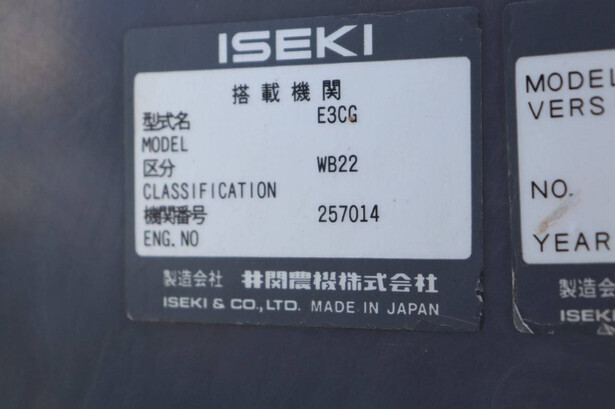 ISEKI
搭載機関
型式名 E3CG
MODEL
区分 WB22
CLASSIFICATION
機関番号 257014
ENG.NO
製造会社 井関農機株式会社
ISEKI & CO.,LTD. MADE IN JAPAN
MODEL
VERS
NO.
YEAR
製造会
ISEKI